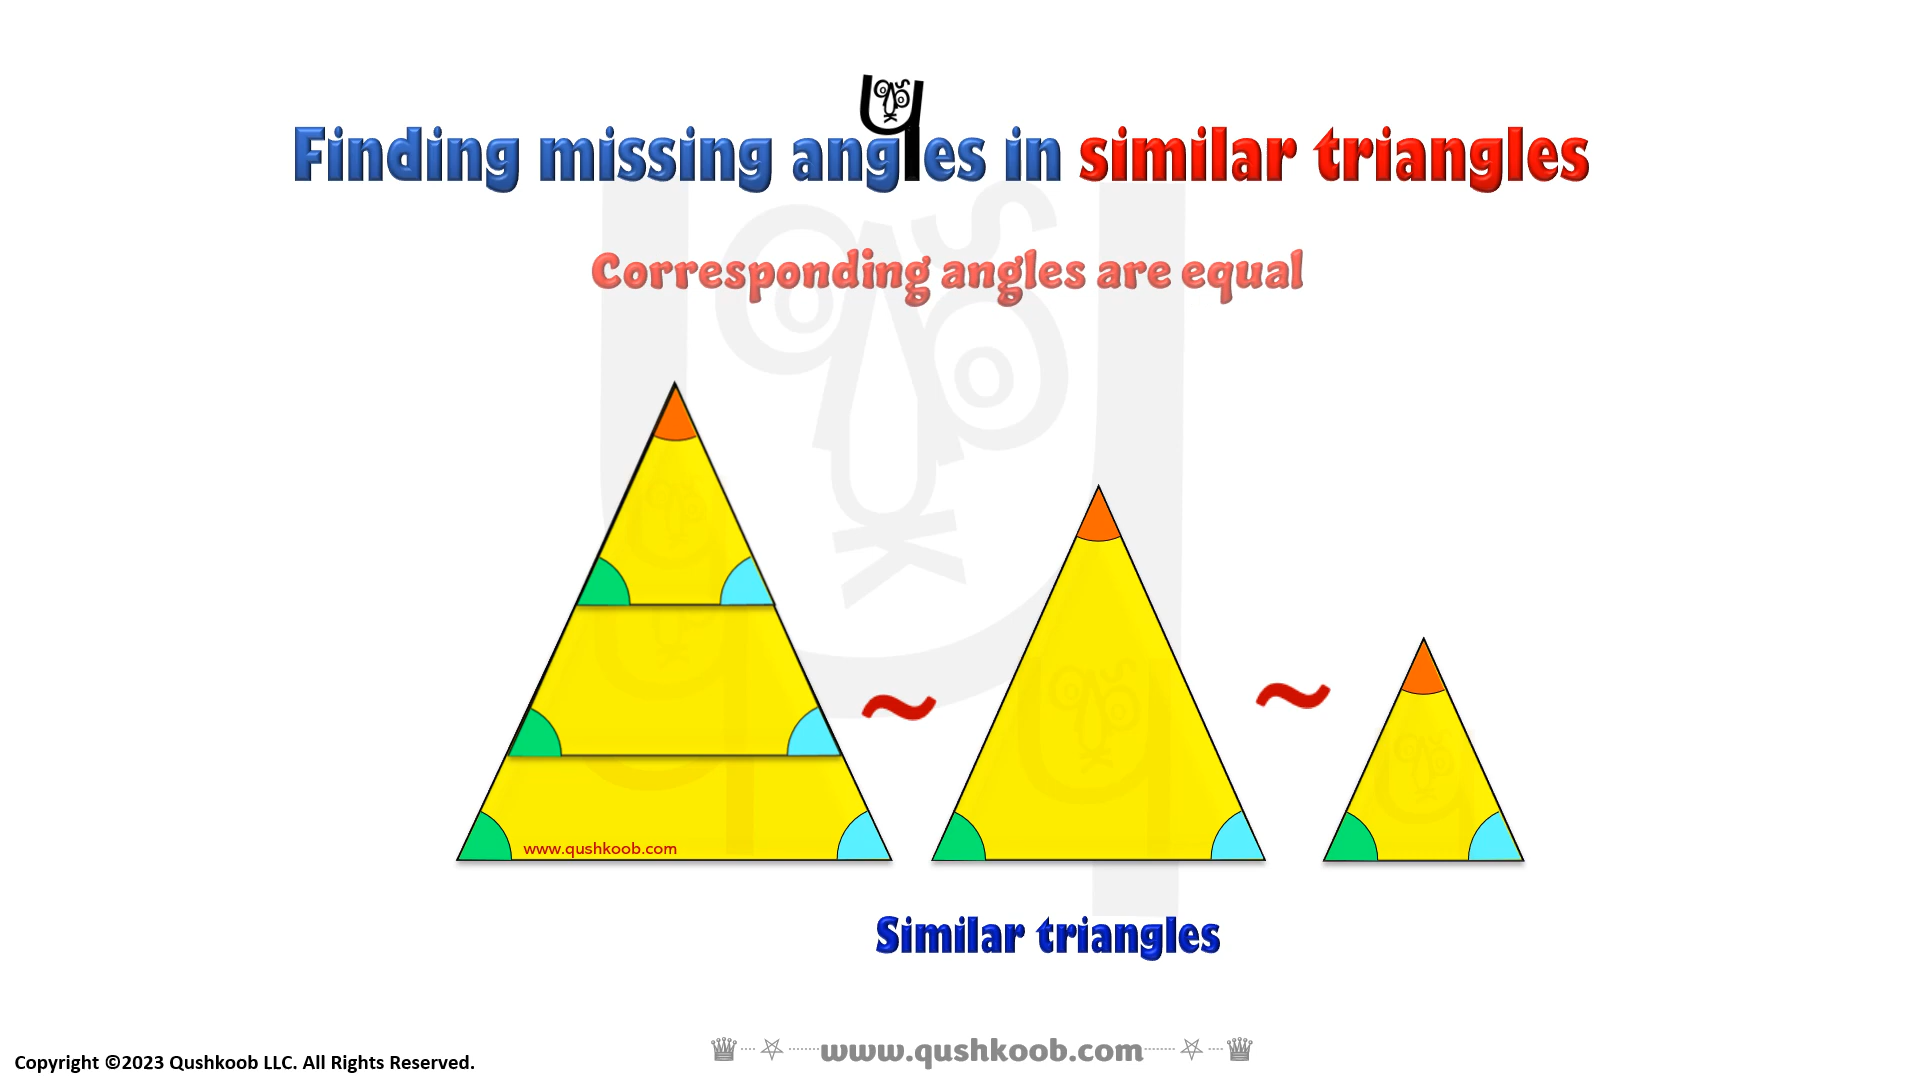 Finding missing angles in similar triangles
Corresponding angles are equal
~ ~
www.qushkoob.com
Similar triangles
www.qushkoob.com
Copyright ©2023 Qushkoob LLC. All Rights Reserved.